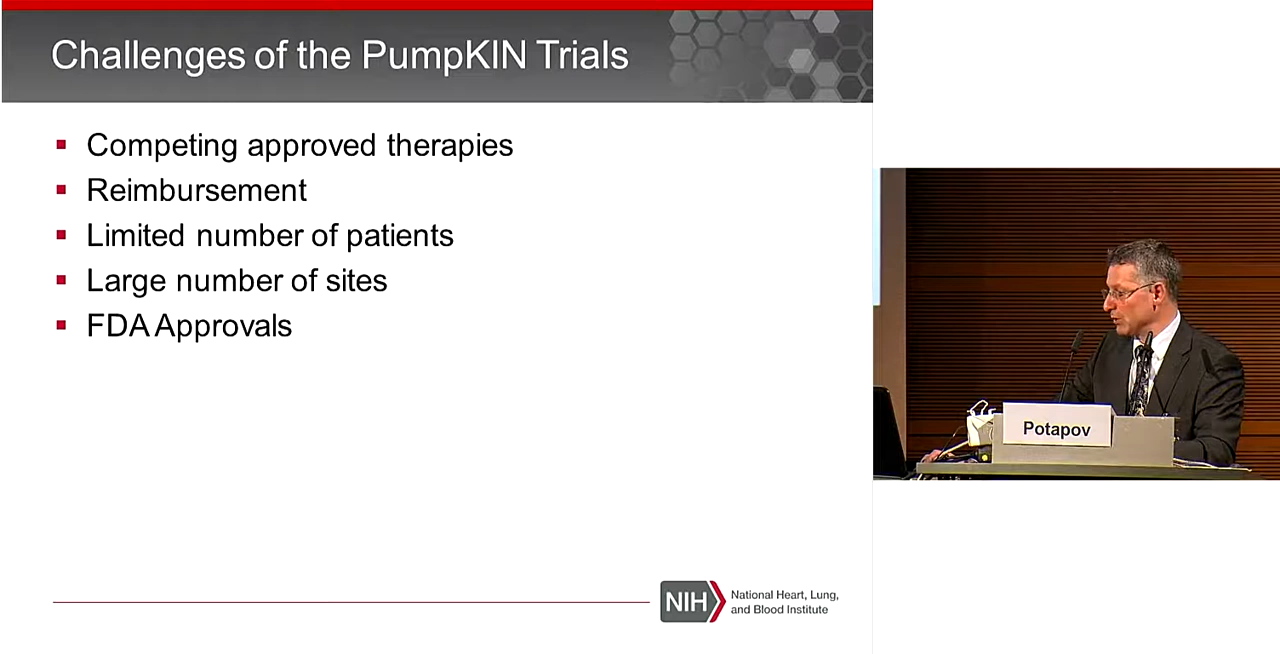 Challenges of the PumpKIN Trials
Competing approved therapies
Reimbursement
Limited number of patients
Large number of sites
FDA Approvals
NIH
National Heart, Lung,
and Blood Institute
Potapov